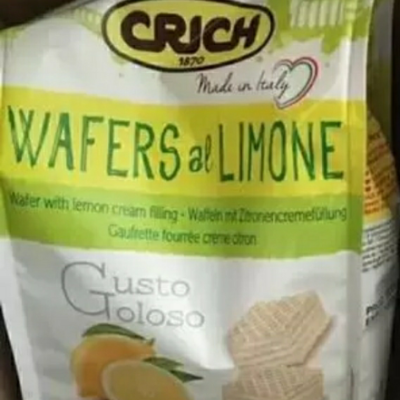 CRICH
1870
Made in Italy
WAFERS al LIMONE
Wafer with lemon cream filling - Waffeln mit Zitronencremefüllung
Gaufrette fourrée crème citron
Gusto
Goloso